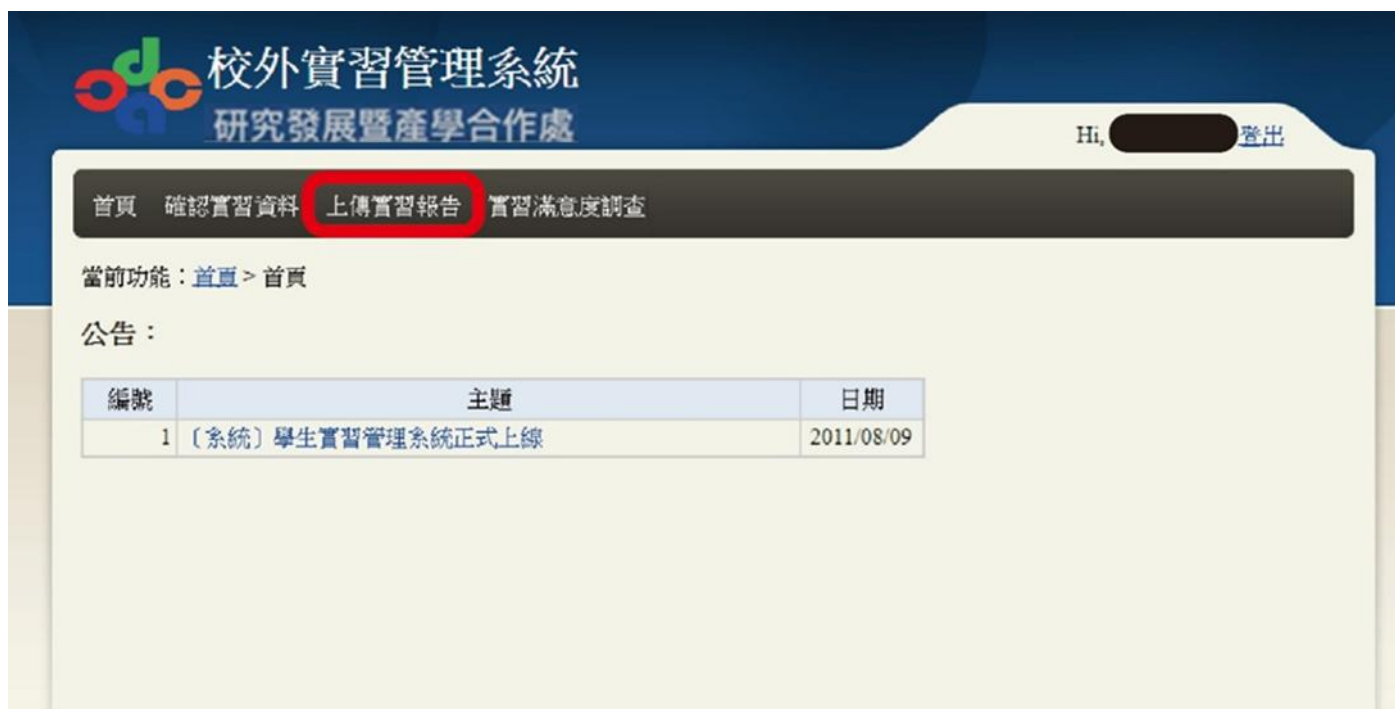 校外實習管理系統
研究發展暨產學合作處
Hi, 登出
首頁 確認實習資料 上傳實習報告 實習滿意度調查
當前功能：首頁 > 首頁
公告：
編號 主題 日期
1 〔系統〕學生實習管理系統正式上線 2011/08/09